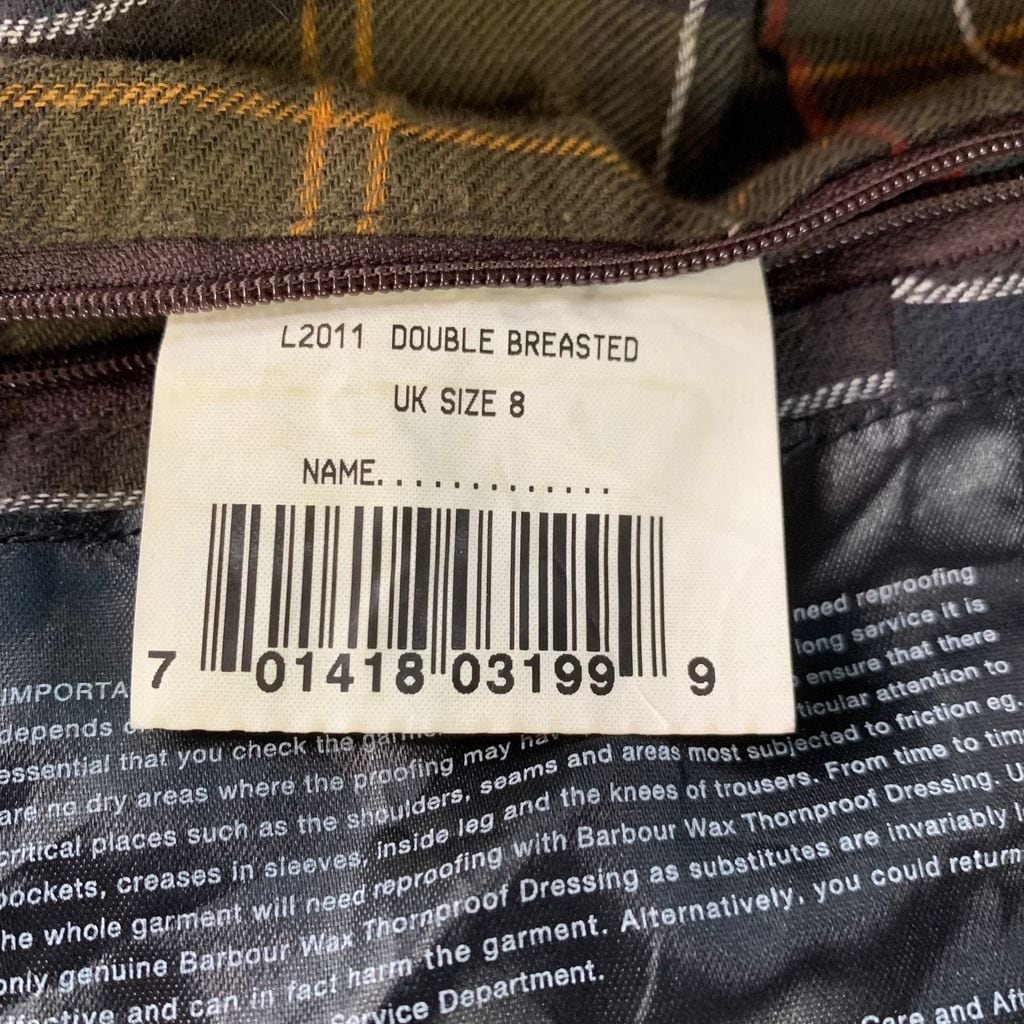 L2011 DOUBLE BREASTED
UK SIZE 8
NAME.............
7 01418 03199 9
need reproofing
long service it is
ensure that there
IMPORTA ticular attention to
depends subjected to friction eg.
essential that you check the garme areas most From time to tim
are no dry areas where the proofing may ha seams and trousers.
critical places such as the shoulders, and the knees of Wax Thornproof Dressing. U
pockets, creases in sleeves, inside leg with Barbour are invariably l
he whole garment will need reproofing Dressing as substitutes you could return
only genuine Barbour Wax Thornproof garment. Alternatively,
ffective and can in fact harm the
Service Department.
Care and Aft